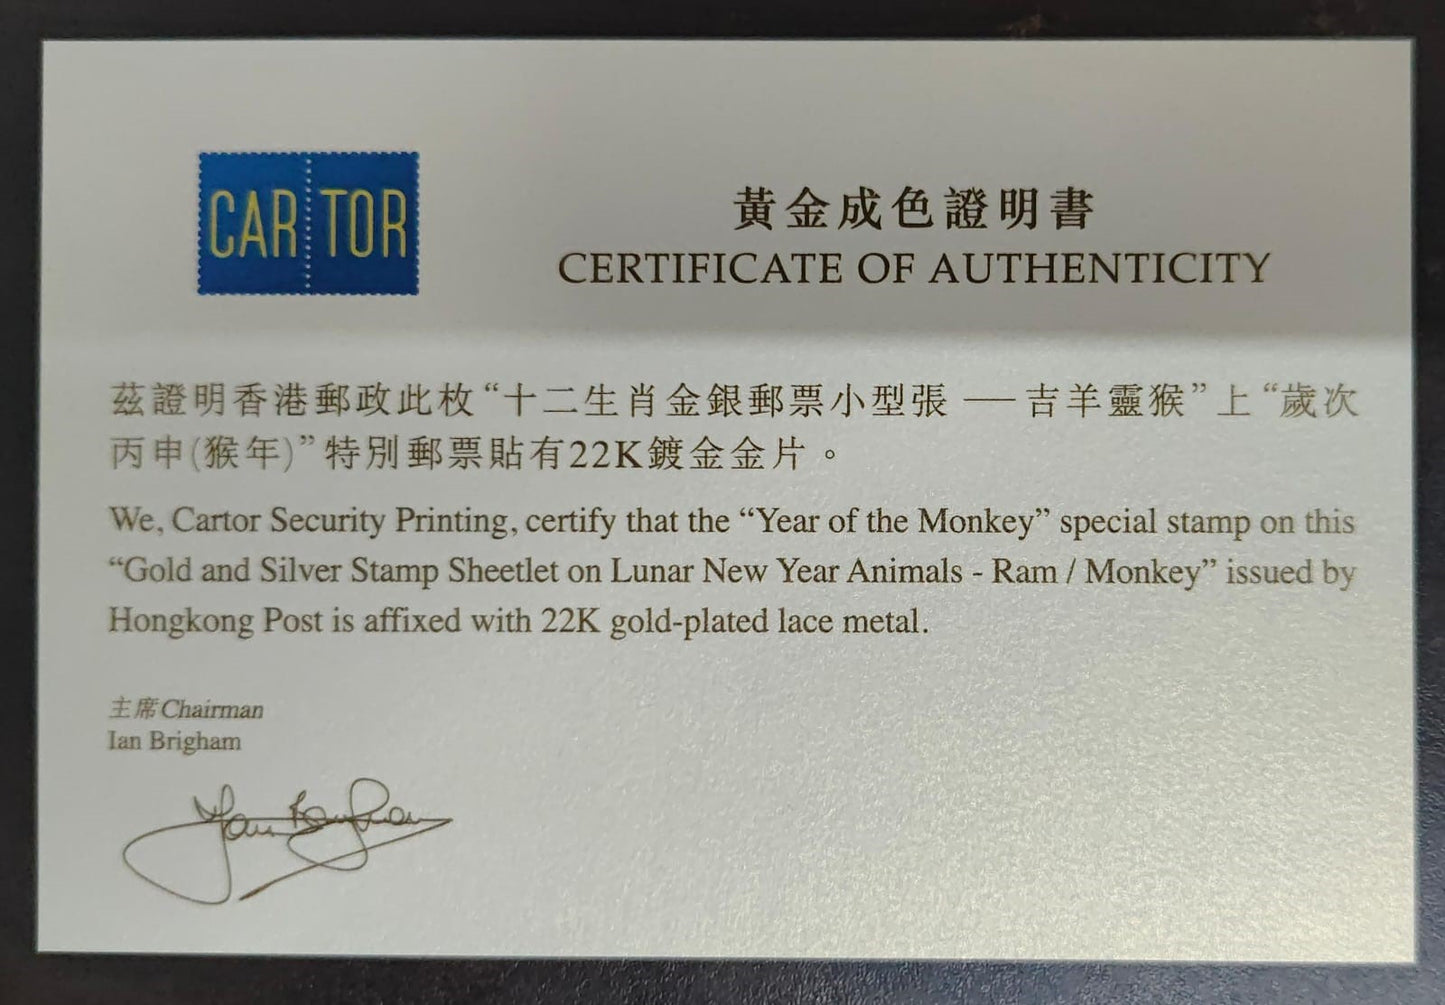 CARTOR
黃金成色證明書
CERTIFICATE OF AUTHENTICITY
茲證明香港郵政此枚“十二生肖金銀郵票小型張 — 吉羊靈猴”上“歲次
丙申(猴年)”特別郵票貼有22K鍍金金片。
We, Cartor Security Printing, certify that the “Year of the Monkey” special stamp on this
“Gold and Silver Stamp Sheetlet on Lunar New Year Animals - Ram / Monkey” issued by
Hongkong Post is affixed with 22K gold-plated lace metal.
主席 Chairman
Ian Brigham
Ian Brigham